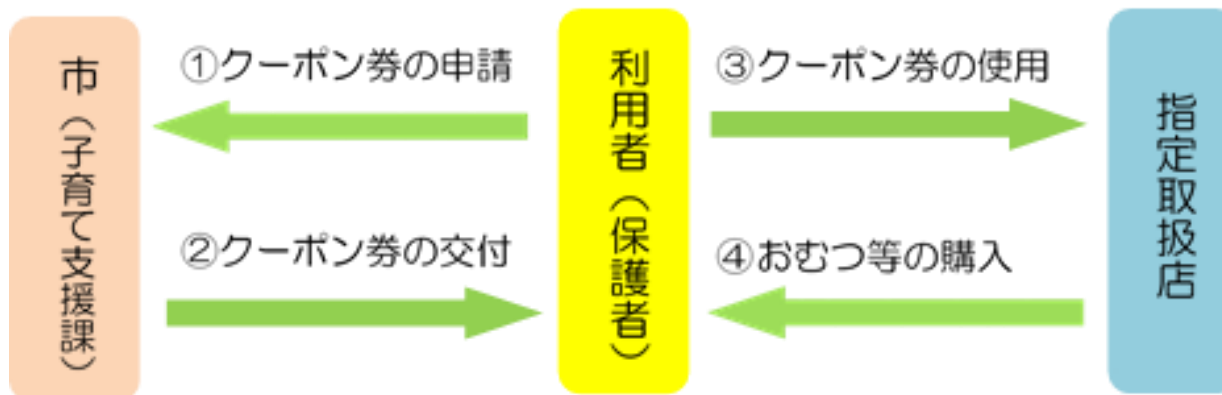 市（子育て支援課）
①クーポン券の申請
②クーポン券の交付
利用者（保護者）
③クーポン券の使用
④おむつ等の購入
指定取扱店